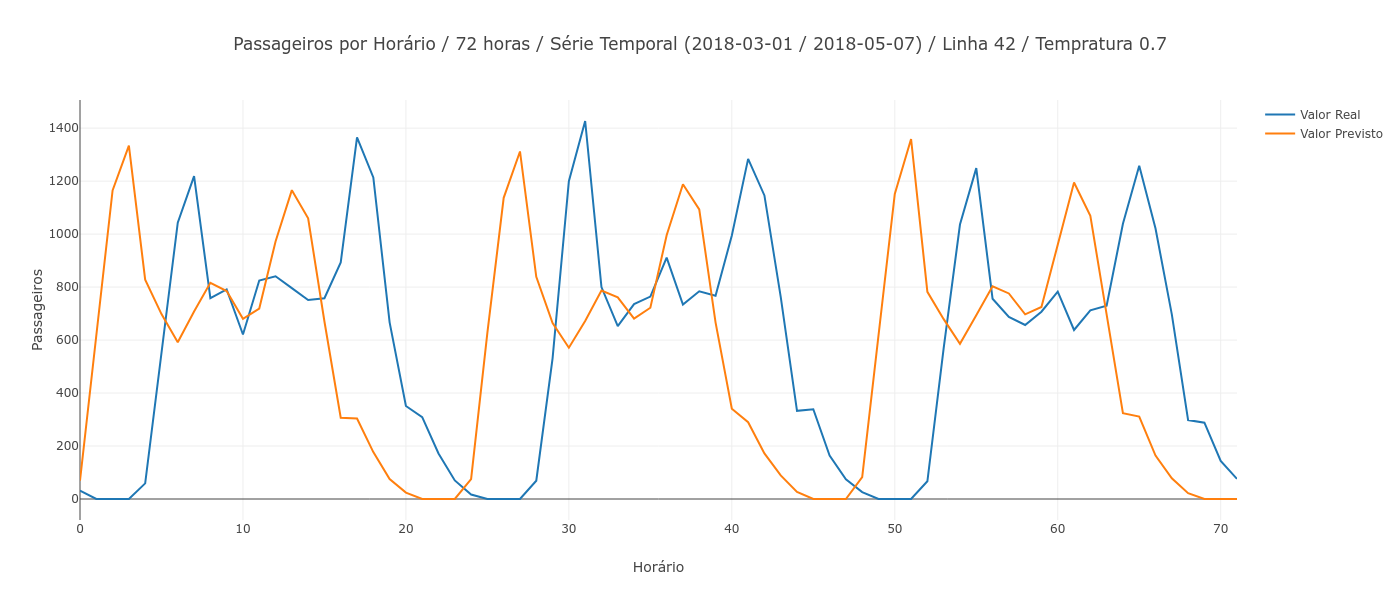 Passageiros por Horário / 72 horas / Série Temporal (2018-03-01 / 2018-05-07) / Linha 42 / Tempratura 0.7
Valor Real
Valor Previsto
1400
1200
1000
800
600
400
200
0
Passageiros
0 10 20 30 40 50 60 70
Horário